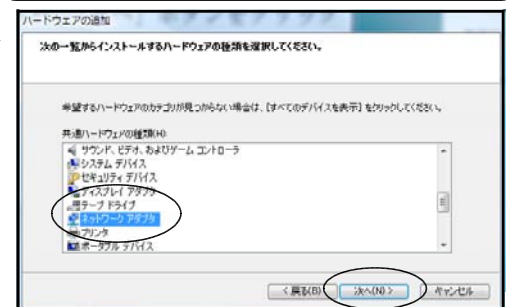 ハードウェアの追加
次の一覧からインストールするハードウェアの種類を選択してください。
希望するハードウェアのカテゴリが見つからない場合は、[すべてのデバイスを表示] をクリックしてください。
共通ハードウェアの種類(H):
サウンド、ビデオ、およびゲーム コントローラ
システム デバイス
セキュリティ デバイス
ディスプレイ アダプタ
テープ ドライブ
ネットワーク アダプタ
プリンタ
ポータブル デバイス
< 戻る(B)
次へ(N) >
キャンセル